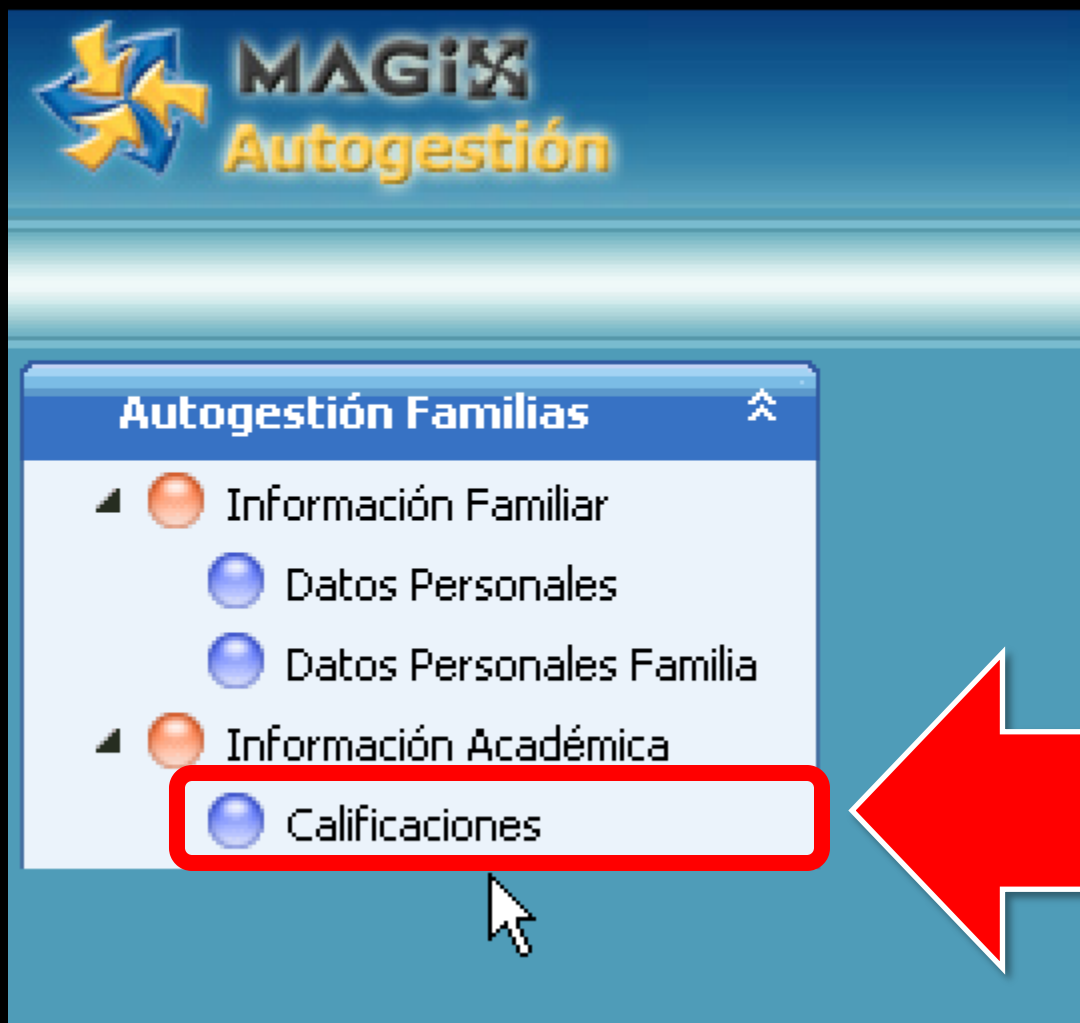 MAGiX
Autogestión
Autogestión Familias
Información Familiar
Datos Personales
Datos Personales Familia
Información Académica
Calificaciones